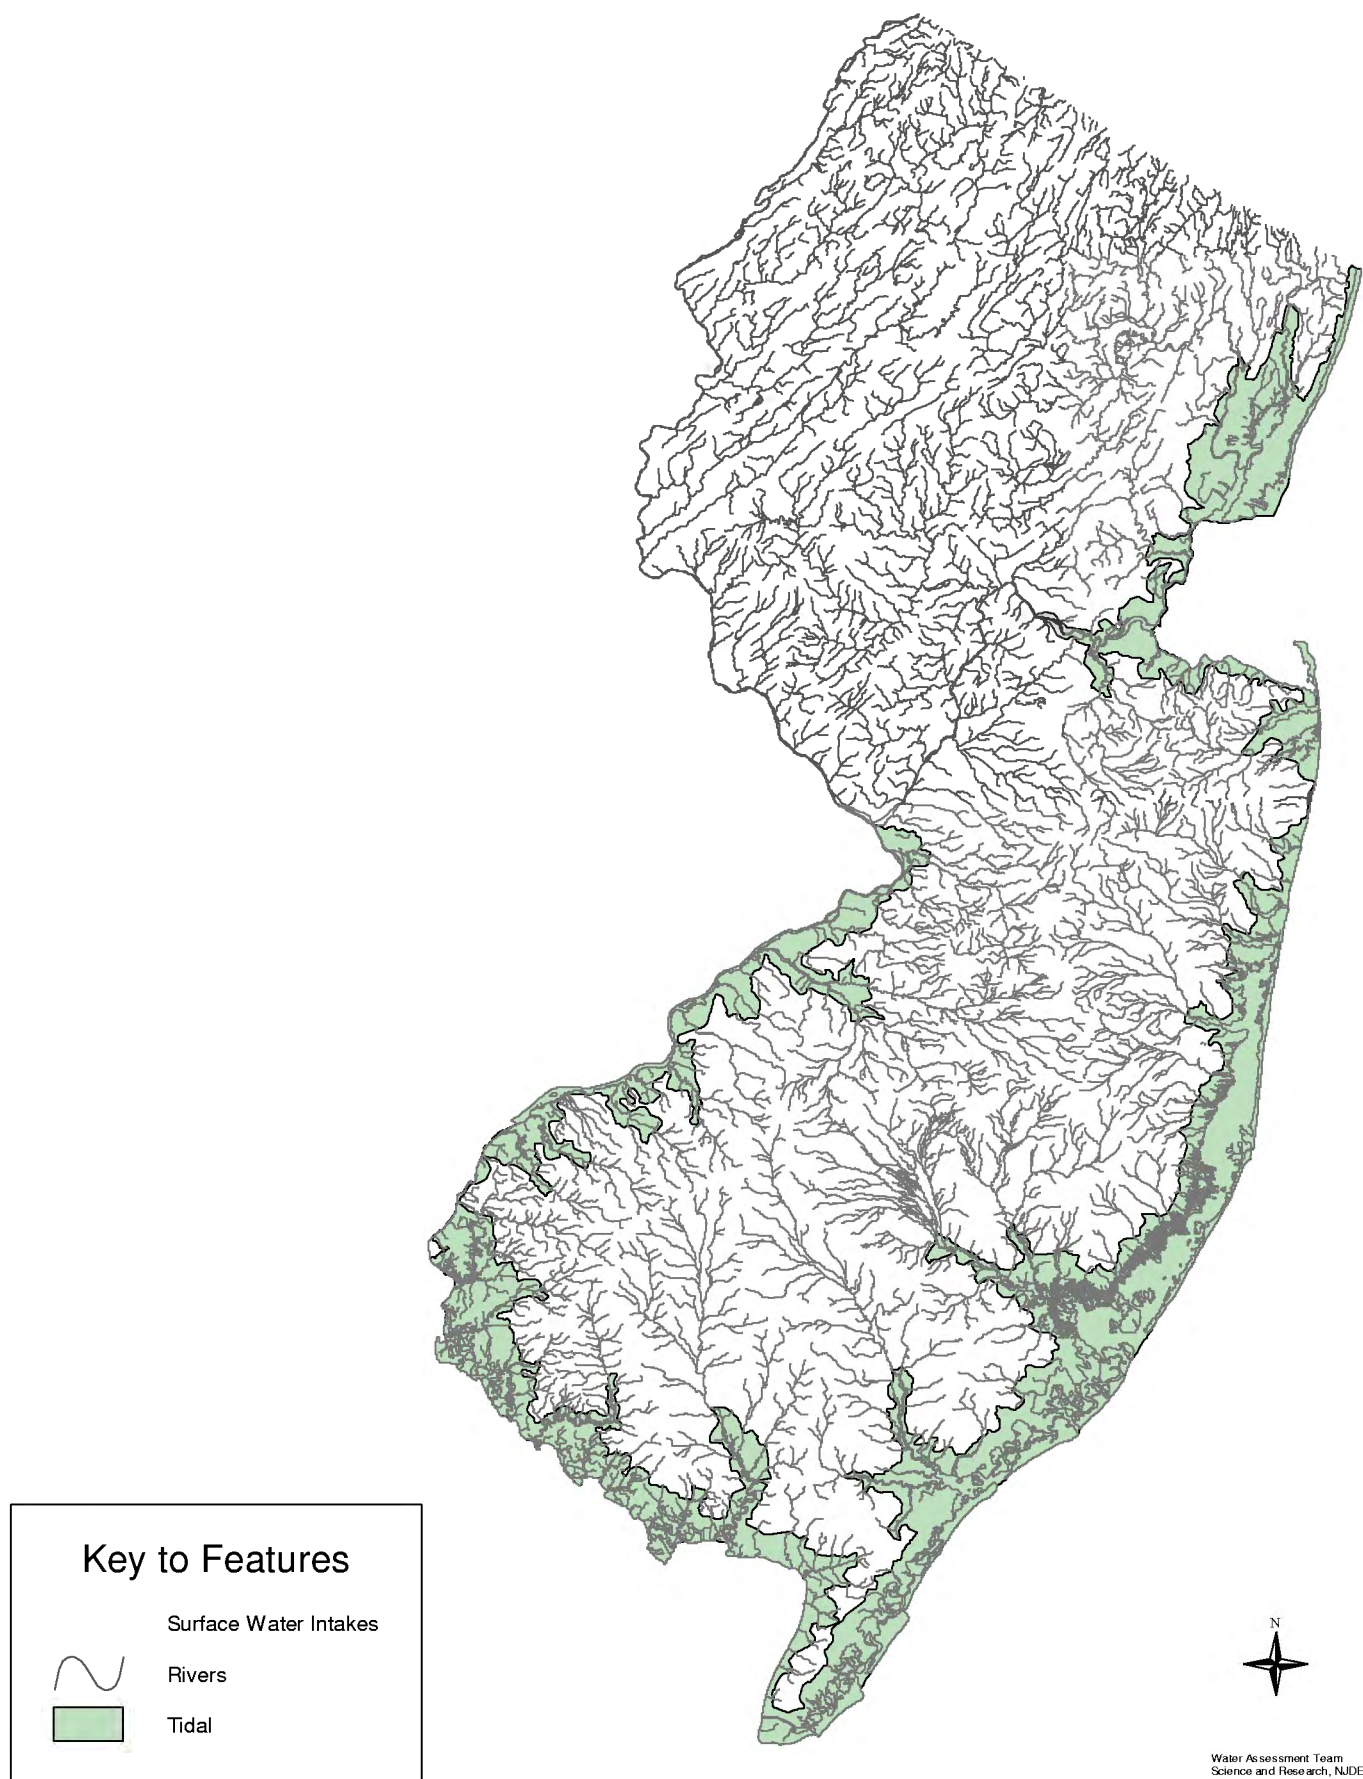 Key to Features
Surface Water Intakes
Rivers
Tidal
N
Water Assessment Team
Science and Research, NJDE